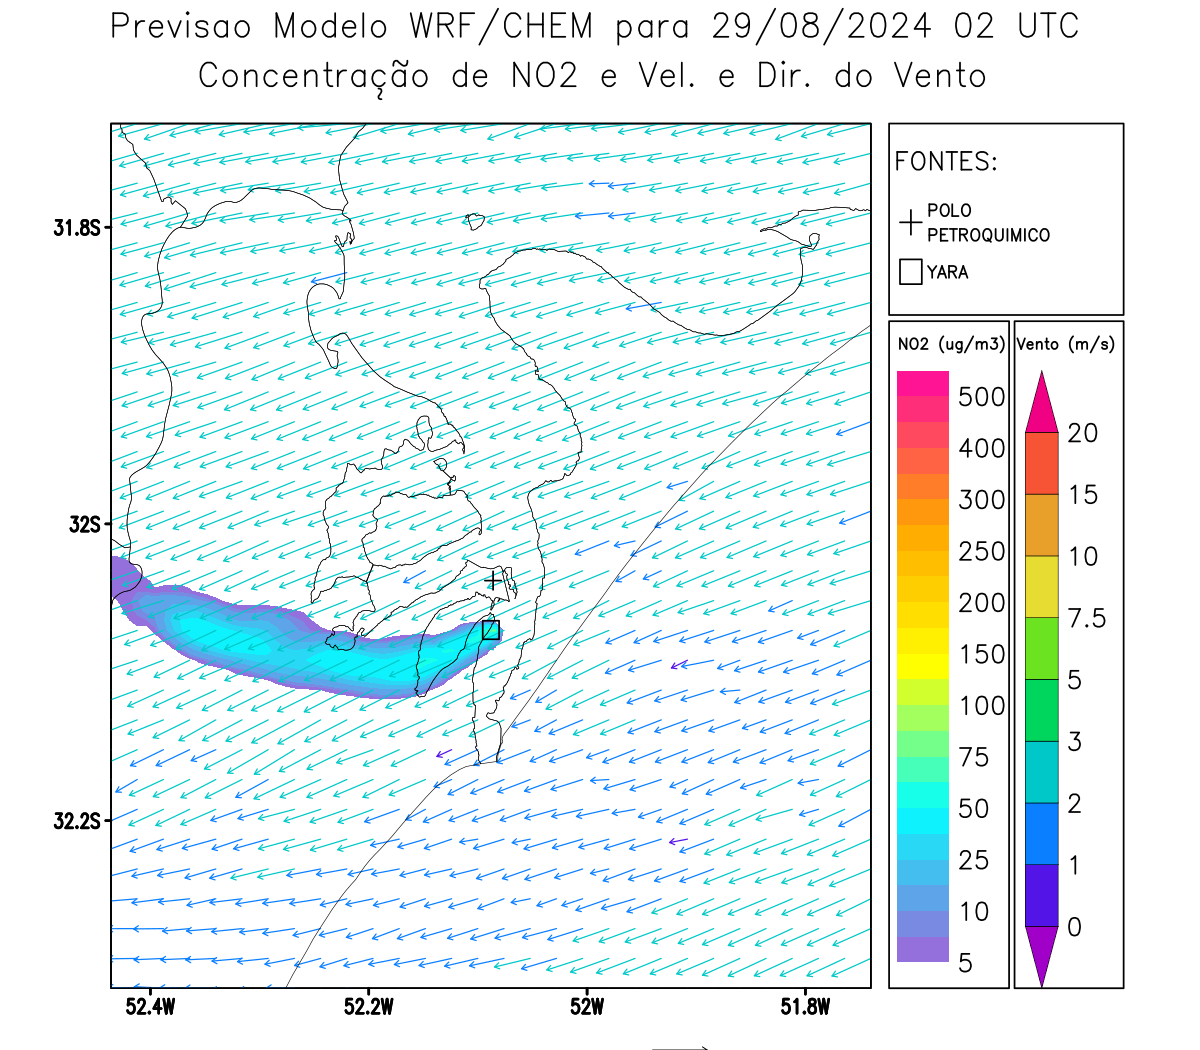 Previsao Modelo WRF/CHEM para 29/08/2024 02 UTC
Concentração de NO2 e Vel. e Dir. do Vento
FONTES:
POLO
PETROQUIMICO
YARA
NO2 (ug/m3)
500
400
300
250
200
150
100
75
50
25
10
5
Vento (m/s)
20
15
10
7.5
5
3
2
1
0
31.8S
32S
32.2S
52.4W
52.2W
52W
51.8W